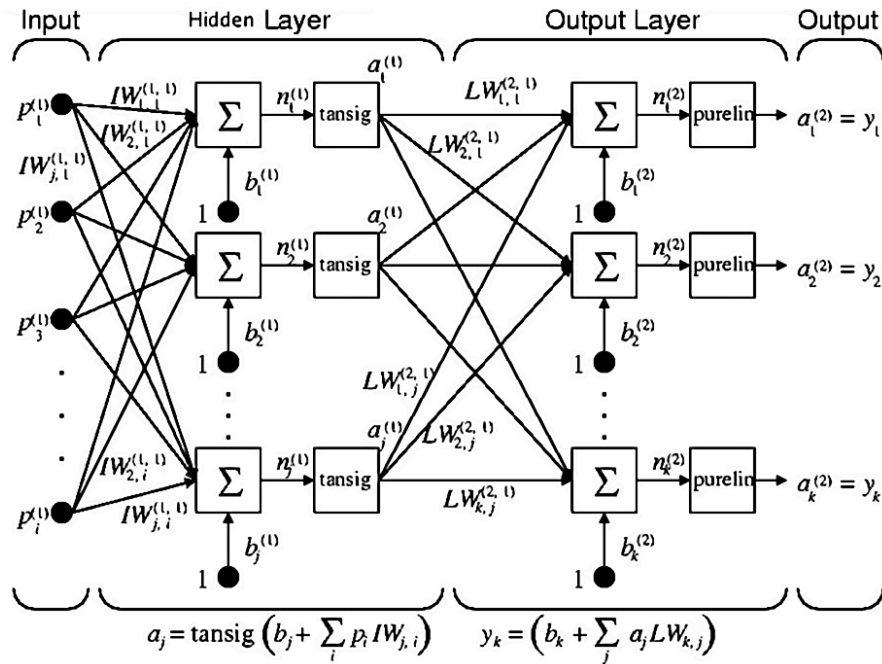 Input Hidden Layer Output Layer Output
a₁⁽¹⁾
p₁⁽¹⁾ IW₁,₁⁽¹,¹⁾ Σ n₁⁽¹⁾ tansig LW₁,₁⁽²,¹⁾ Σ n₁⁽²⁾ purelin a₁⁽²⁾ = y₁
IW₂,₁⁽¹,¹⁾ LW₂,₁⁽²,¹⁾
IWⱼ,₁⁽¹,¹⁾ b₁⁽¹⁾ b₁⁽²⁾
p₂⁽¹⁾ 1 a₂⁽¹⁾ 1
Σ n₂⁽¹⁾ tansig Σ n₂⁽²⁾ purelin a₂⁽²⁾ = y₂
p₃⁽¹⁾ b₂⁽¹⁾ b₂⁽²⁾
1 1
LW₁,ⱼ⁽²,¹⁾
aⱼ⁽¹⁾ LW₂,ⱼ⁽²,¹⁾
IW₂,ᵢ⁽¹,¹⁾ Σ nⱼ⁽¹⁾ tansig Σ nₖ⁽²⁾ purelin aₖ⁽²⁾ = yₖ
pᵢ⁽¹⁾ IWⱼ,ᵢ⁽¹,¹⁾ LWₖ,ⱼ⁽²,¹⁾
bⱼ⁽¹⁾ bₖ⁽²⁾
1 1
aⱼ = tansig (bⱼ + Σᵢ pᵢ IWⱼ,ᵢ) yₖ = (bₖ + Σⱼ aⱼ LWₖ,ⱼ)